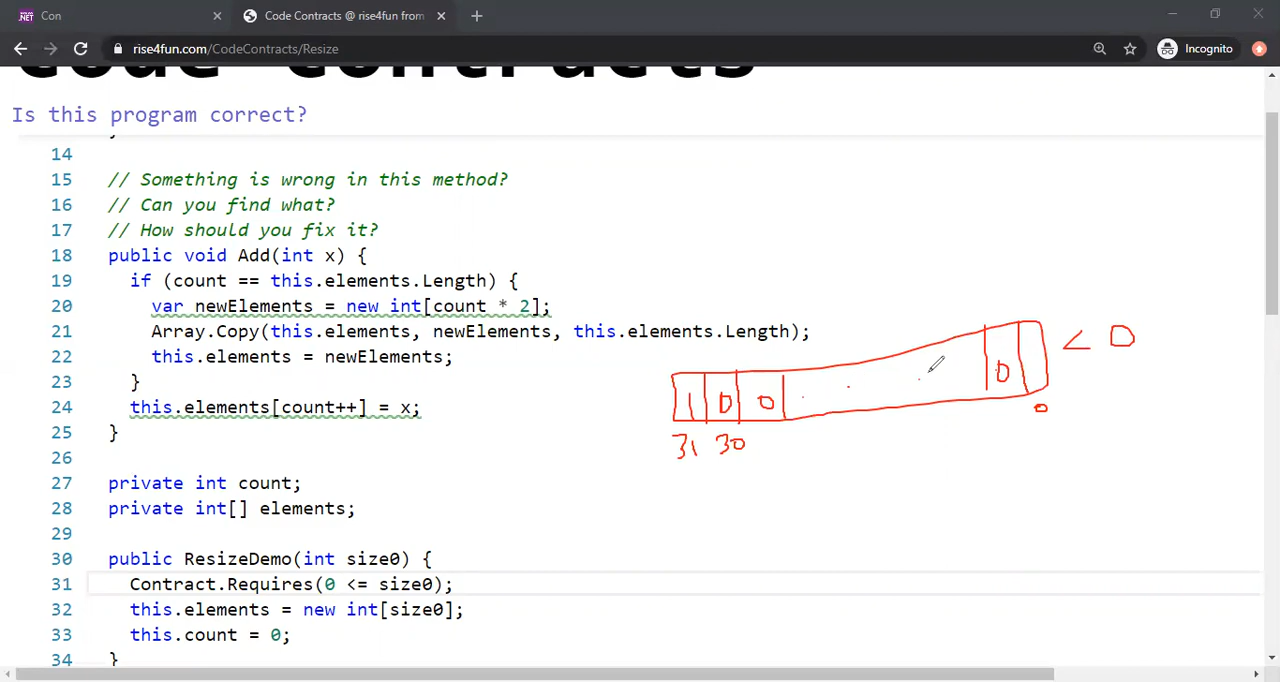 .NET Con
Code Contracts @ rise4fun from
rise4fun.com/CodeContracts/Resize
Incognito
Code Contracts
Is this program correct?
14
15 // Something is wrong in this method?
16 // Can you find what?
17 // How should you fix it?
18 public void Add(int x) {
19 if (count == this.elements.Length) {
20 var newElements = new int[count * 2];
21 Array.Copy(this.elements, newElements, this.elements.Length);
22 this.elements = newElements;
23 }
24 this.elements[count++] = x;
25 }
26
27 private int count;
28 private int[] elements;
29
30 public ResizeDemo(int size0) {
31 Contract.Requires(0 <= size0);
32 this.elements = new int[size0];
33 this.count = 0;
34 }
1 0 0 . . . 0 < 0
31 30 0